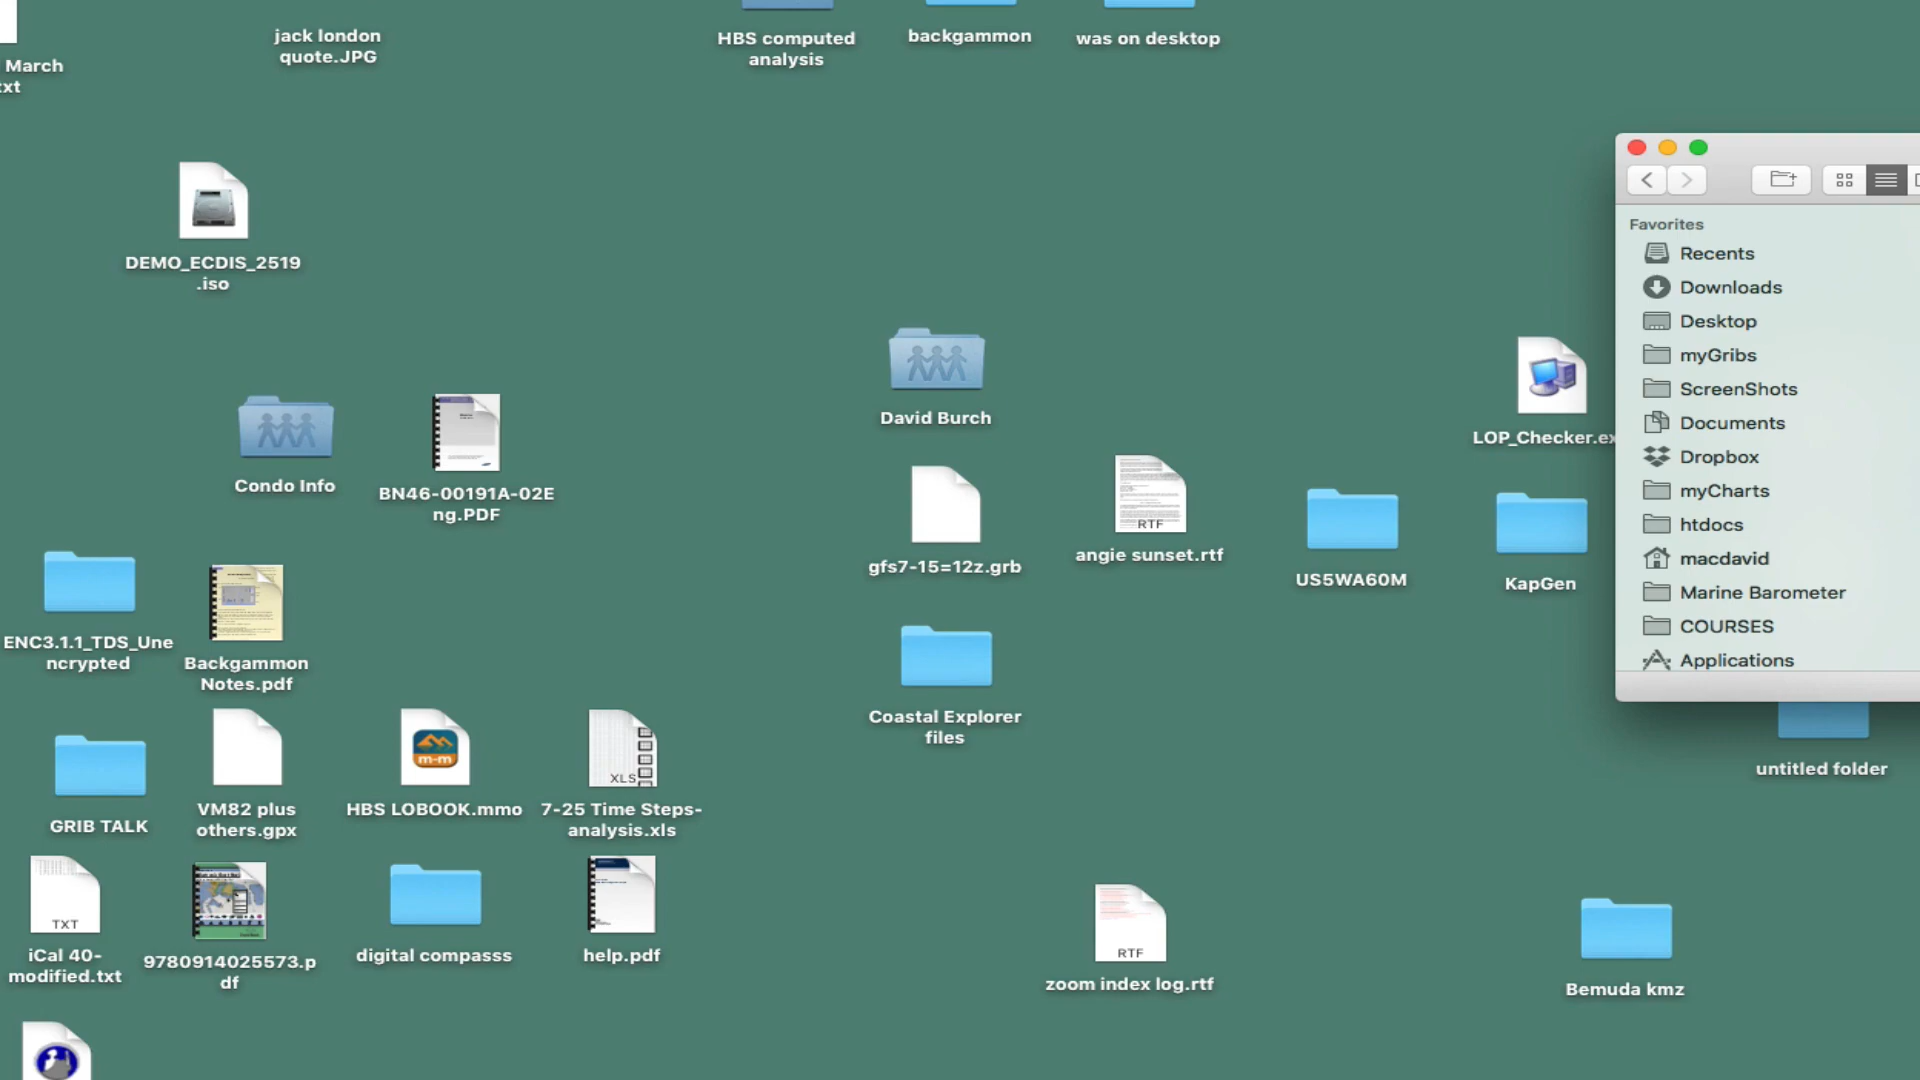 March
txt
jack london
quote.JPG
HBS computed
analysis
backgammon
was on desktop
DEMO_ECDIS_2519
.iso
Condo Info
BN46-00191A-02E
ng.PDF
David Burch
gfs7-15=12z.grb
RTF
angie sunset.rtf
US5WA60M
LOP_Checker.ex
KapGen
ENC3.1.1_TDS_Une
ncrypted
Backgammon
Notes.pdf
Coastal Explorer
files
GRIB TALK
VM82 plus
others.gpx
m-m
HBS LOBOOK.mmo
XLS
7-25 Time Steps-
analysis.xls
TXT
iCal 40-
modified.txt
9780914025573.p
df
digital compasss
help.pdf
RTF
zoom index log.rtf
Bemuda kmz
untitled folder
Favorites
Recents
Downloads
Desktop
myGribs
ScreenShots
Documents
Dropbox
myCharts
htdocs
macdavid
Marine Barometer
COURSES
Applications